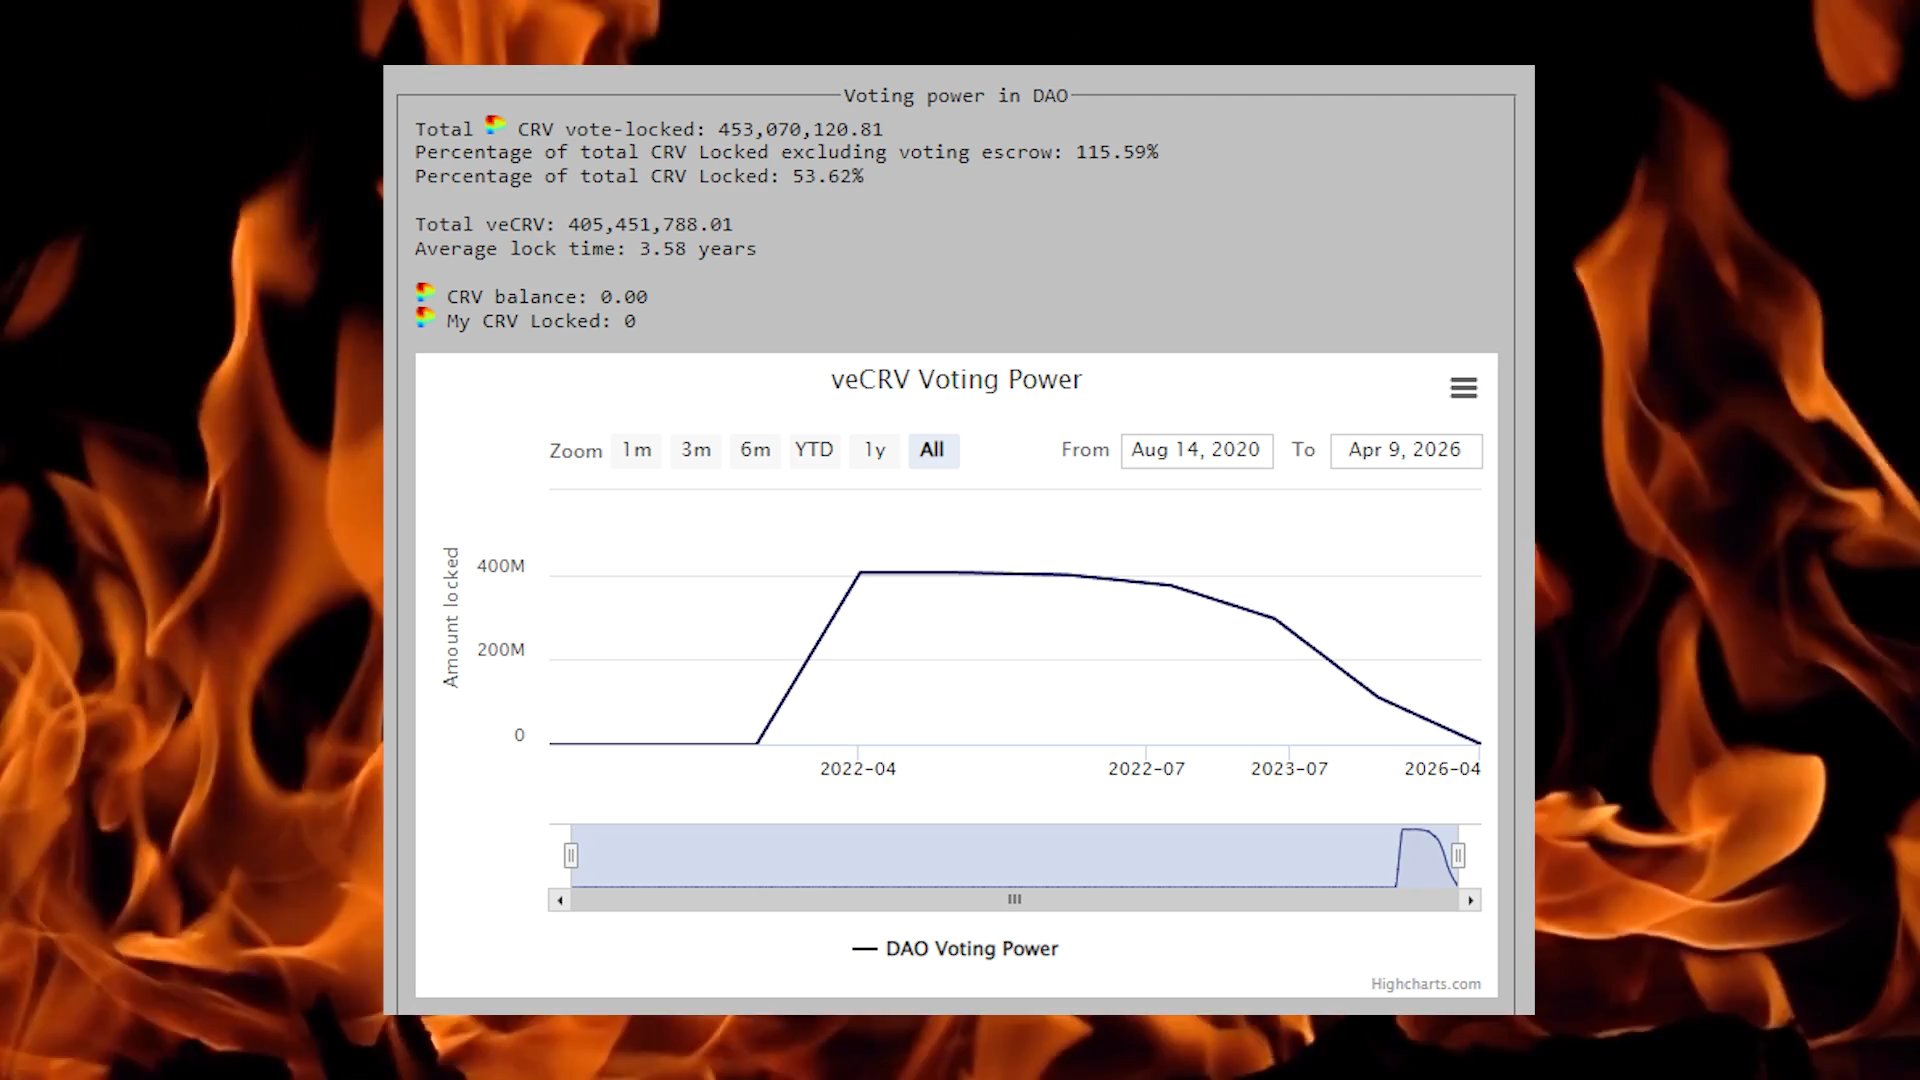 Voting power in DAO
Total CRV vote-locked: 453,070,120.81
Percentage of total CRV Locked excluding voting escrow: 115.59%
Percentage of total CRV Locked: 53.62%
Total veCRV: 405,451,788.01
Average lock time: 3.58 years
CRV balance: 0.00
My CRV Locked: 0
veCRV Voting Power
Zoom 1m 3m 6m YTD 1y All From Aug 14, 2020 To Apr 9, 2026
Amount locked
400M
200M
0
2022-04 2022-07 2023-07 2026-04
DAO Voting Power
Highcharts.com